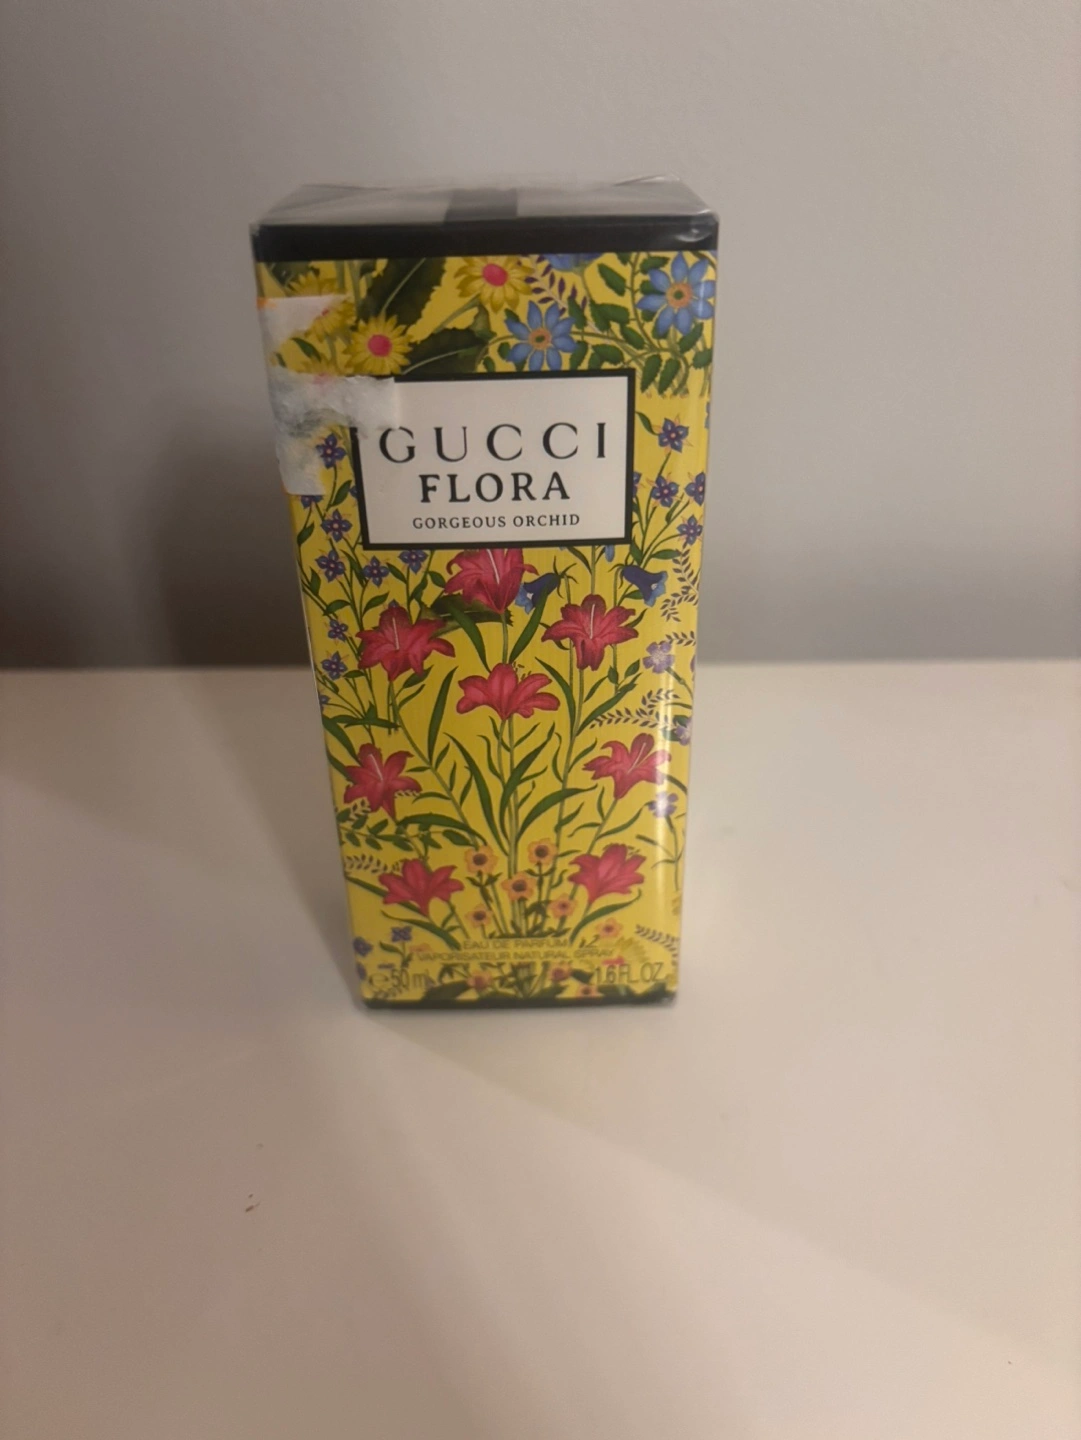 GUCCI
FLORA
GORGEOUS ORCHID
EAU DE PARFUM
VAPORISATEUR NATURAL SPRAY
e 50 ml 1.6 FL.OZ.